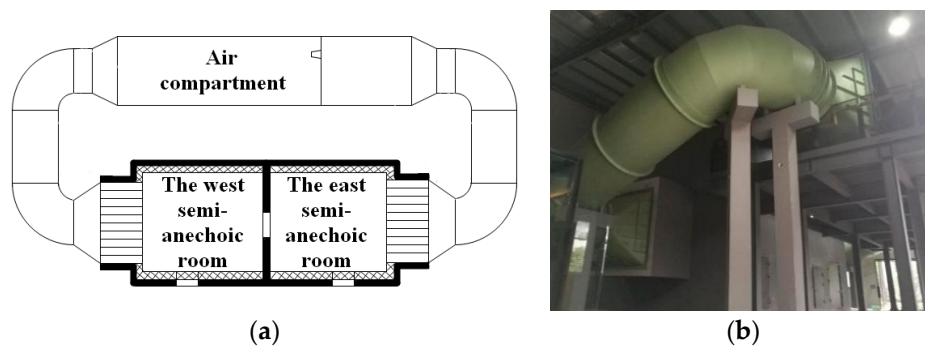 Air
compartment
The west
semi-
anechoic
room
The east
semi-
anechoic
room
(a)
(b)